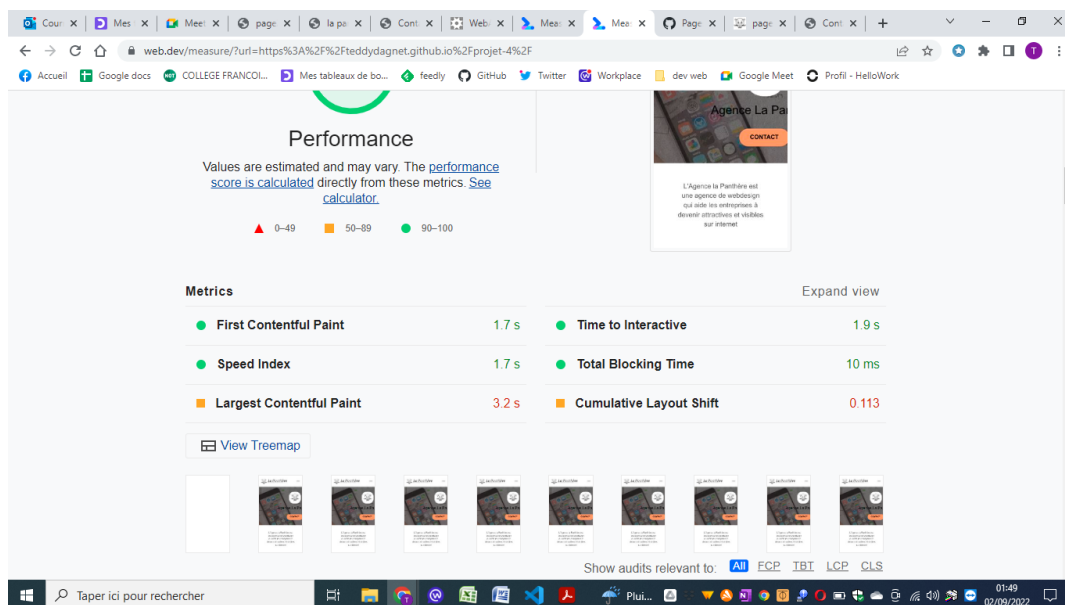 Cour
Mes
Meet
page
la pa
Cont
Web
Meas
Meas
Page
page
Cont
web.dev/measure/?url=https%3A%2F%2Fteddydagnet.github.io%2Fprojet-4%2F
T
Accueil
Google docs
COLLEGE FRANCOI...
Mes tableaux de bo...
feedly
GitHub
Twitter
Workplace
dev web
Google Meet
Profil - HelloWork
Performance
Values are estimated and may vary. The performance
score is calculated directly from these metrics. See
calculator.
0–49
50–89
90–100
Agence La Pa
CONTACT
L'Agence la Panthère est
une agence de webdesign
qui aide les entreprises à
devenir attractives et visibles
sur internet
Metrics
Expand view
First Contentful Paint
1.7 s
Time to Interactive
1.9 s
Speed Index
1.7 s
Total Blocking Time
10 ms
Largest Contentful Paint
3.2 s
Cumulative Layout Shift
0.113
View Treemap
Show audits relevant to:
All
FCP
TBT
LCP
CLS
Taper ici pour rechercher
Plui...
01:49
02/09/2022